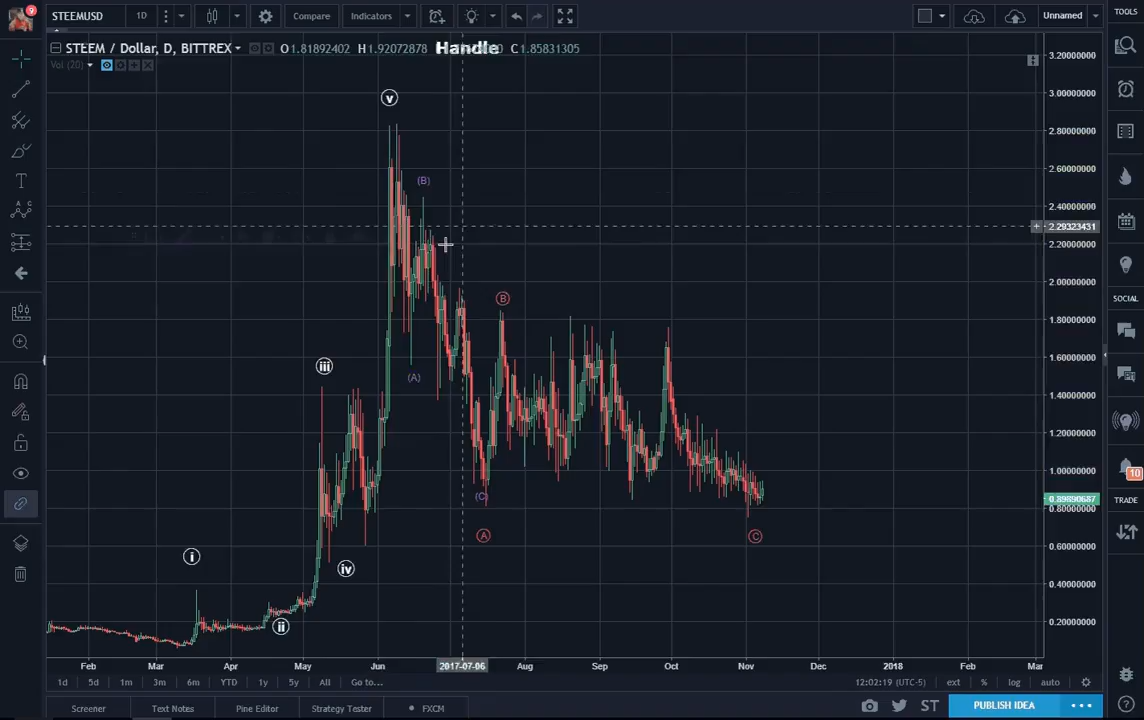 9
STEEMUSD
1D
Compare
Indicators
Unnamed
TOOLS
STEEM / Dollar, D, BITTREX
O1.81892402 H1.92072878
C1.85831305
Handle
Vol (20)
3.20000000
3.00000000
2.80000000
2.60000000
2.40000000
2.29323431
2.20000000
2.00000000
1.80000000
1.60000000
1.40000000
1.20000000
1.00000000
0.89890687
0.80000000
0.60000000
0.40000000
0.20000000
v
(B)
B
iii
(A)
(C)
A
C
i
iv
ii
SOCIAL
10
TRADE
Feb Mar Apr May Jun 2017-07-06 Aug Sep Oct Nov Dec 2018 Feb Mar
1d 5d 1m 3m 6m YTD 1y 5y All Go to...
12:02:19 (UTC-5) ext % log auto
Screener Text Notes Pine Editor Strategy Tester FXCM
ST PUBLISH IDEA